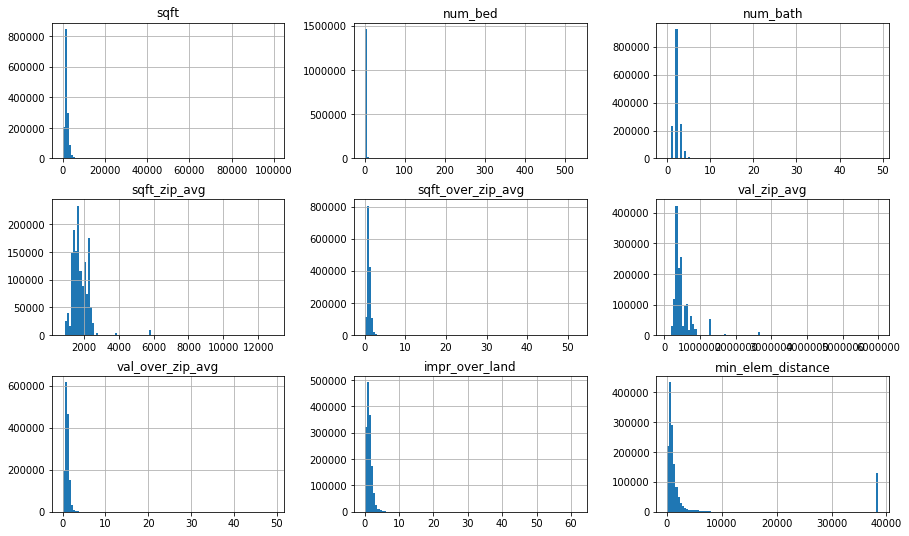 sqft
800000
600000
400000
200000
0
0 20000 40000 60000 80000 100000
num_bed
1500000
1000000
500000
0
0 100 200 300 400 500
num_bath
800000
600000
400000
200000
0
0 10 20 30 40 50
sqft_zip_avg
200000
150000
100000
50000
0
2000 4000 6000 8000 10000 12000
sqft_over_zip_avg
800000
600000
400000
200000
0
0 10 20 30 40 50
val_zip_avg
400000
300000
200000
100000
0
0 1000000 2000000 3000000 4000000 5000000 6000000
val_over_zip_avg
600000
400000
200000
0
0 10 20 30 40 50
impr_over_land
500000
400000
300000
200000
100000
0
0 10 20 30 40 50 60
min_elem_distance
400000
300000
200000
100000
0
0 10000 20000 30000 40000